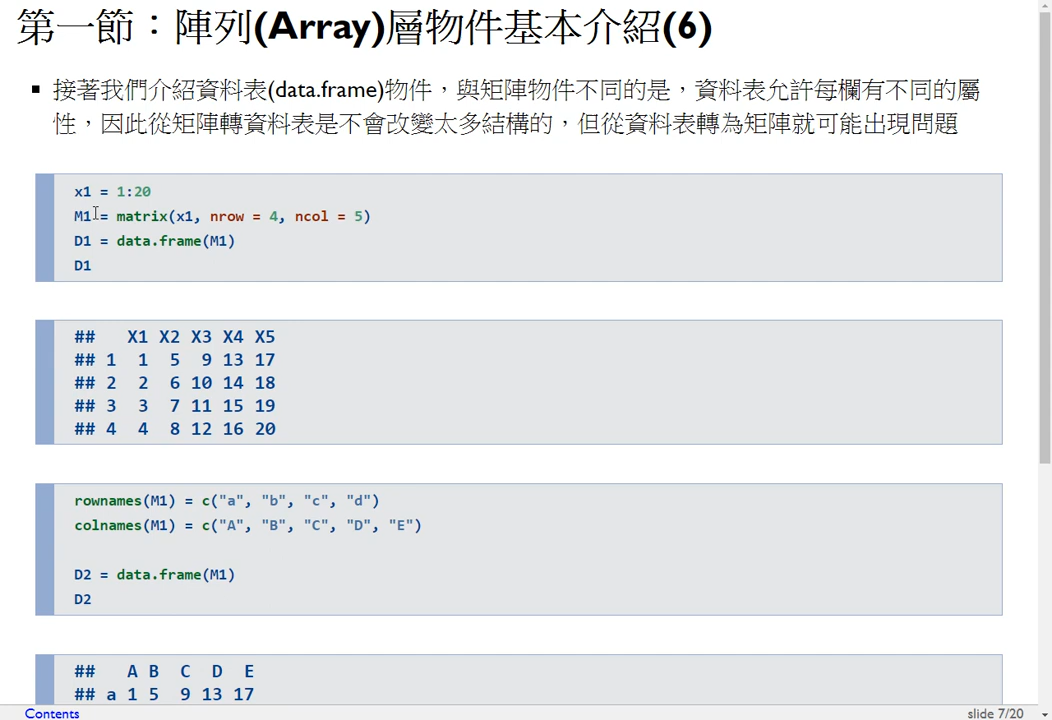 第一節：陣列(Array)層物件基本介紹(6)
▪ 接著我們介紹資料表(data.frame)物件，與矩陣物件不同的是，資料表允許每欄有不同的屬
性，因此從矩陣轉資料表是不會改變太多結構的，但從資料表轉為矩陣就可能出現問題
x1 = 1:20
M1 = matrix(x1, nrow = 4, ncol = 5)
D1 = data.frame(M1)
D1
##   X1 X2 X3 X4 X5
## 1  1  5  9 13 17
## 2  2  6 10 14 18
## 3  3  7 11 15 19
## 4  4  8 12 16 20
rownames(M1) = c("a", "b", "c", "d")
colnames(M1) = c("A", "B", "C", "D", "E")
D2 = data.frame(M1)
D2
##   A B  C  D  E
## a 1 5  9 13 17
Contents
slide 7/20